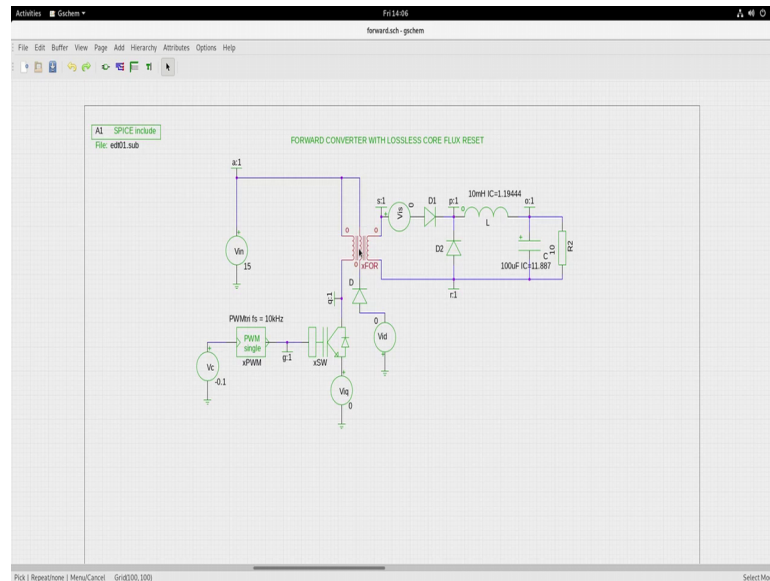 Activities Gschem ▾ Fri 14:06
forward.sch - gschem
File Edit Buffer View Page Add Hierarchy Attributes Options Help
A1 SPICE include
File: edt01.sub
FORWARD CONVERTER WITH LOSSLESS CORE FLUX RESET
a:1
s:1
Vis
0
D1
p:1
10mH IC=1.19444
0
L
o:1
Vin
15
0
0
0
xFOR
D2
C
100uF IC=11.887
10
R2
r:1
q:1
D
PWMtri fs = 10kHz
PWM
single
xPWM
g:1
xSW
0
Vid
Vc
-0.1
Viq
0
Pick | Repeat/none | Menu/Cancel Grid(100, 100) Select Mo